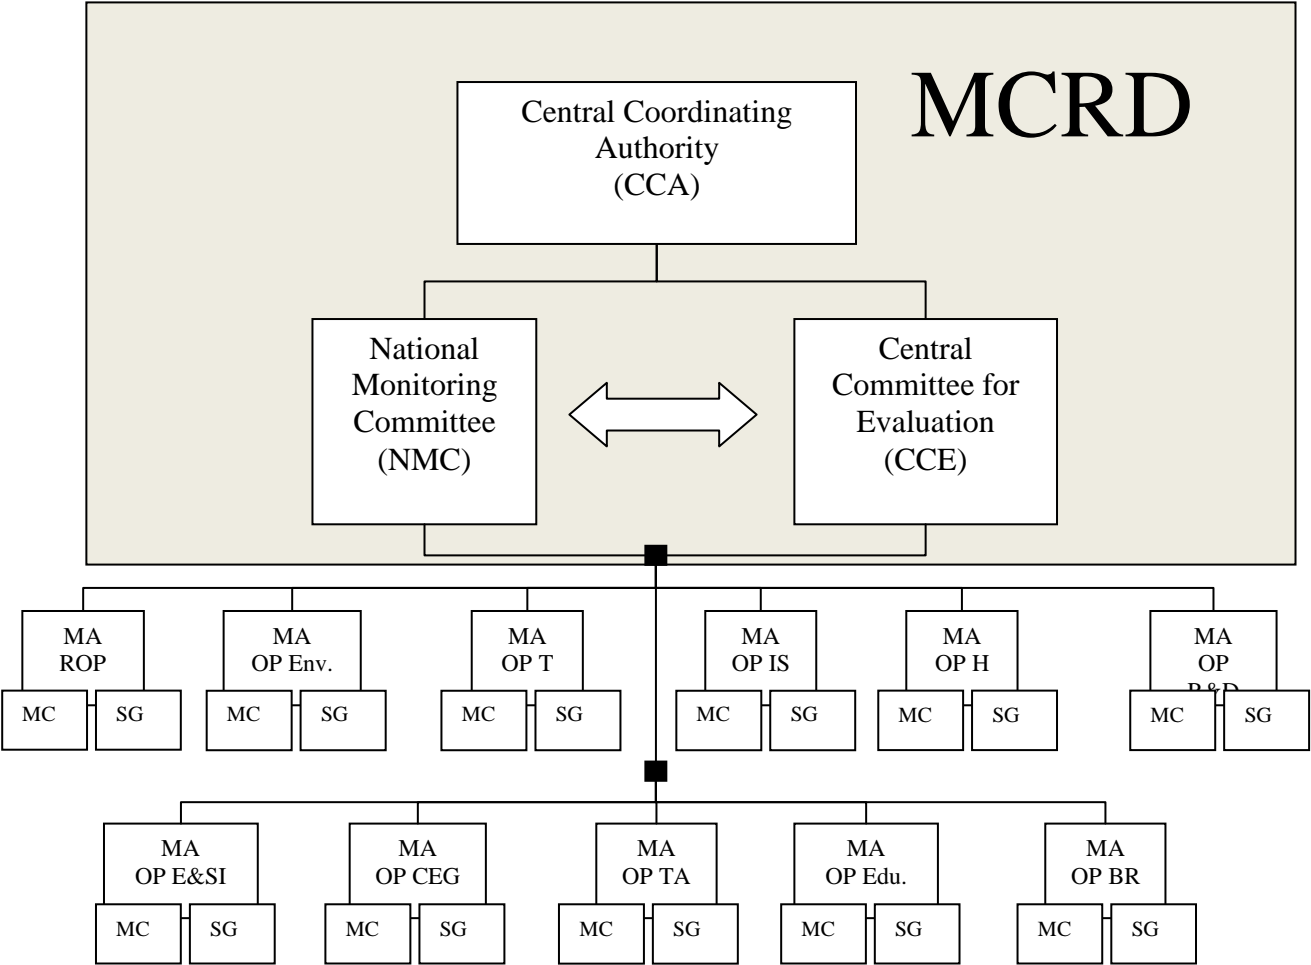 MCRD
Central Coordinating
Authority
(CCA)
National
Monitoring
Committee
(NMC)
Central
Committee for
Evaluation
(CCE)
MA
ROP
MC
SG
MA
OP Env.
MC
SG
MA
OP T
MC
SG
MA
OP IS
MC
SG
MA
OP H
MC
SG
MA
OP
R&D
MC
SG
MA
OP E&SI
MC
SG
MA
OP CEG
MC
SG
MA
OP TA
MC
SG
MA
OP Edu.
MC
SG
MA
OP BR
MC
SG